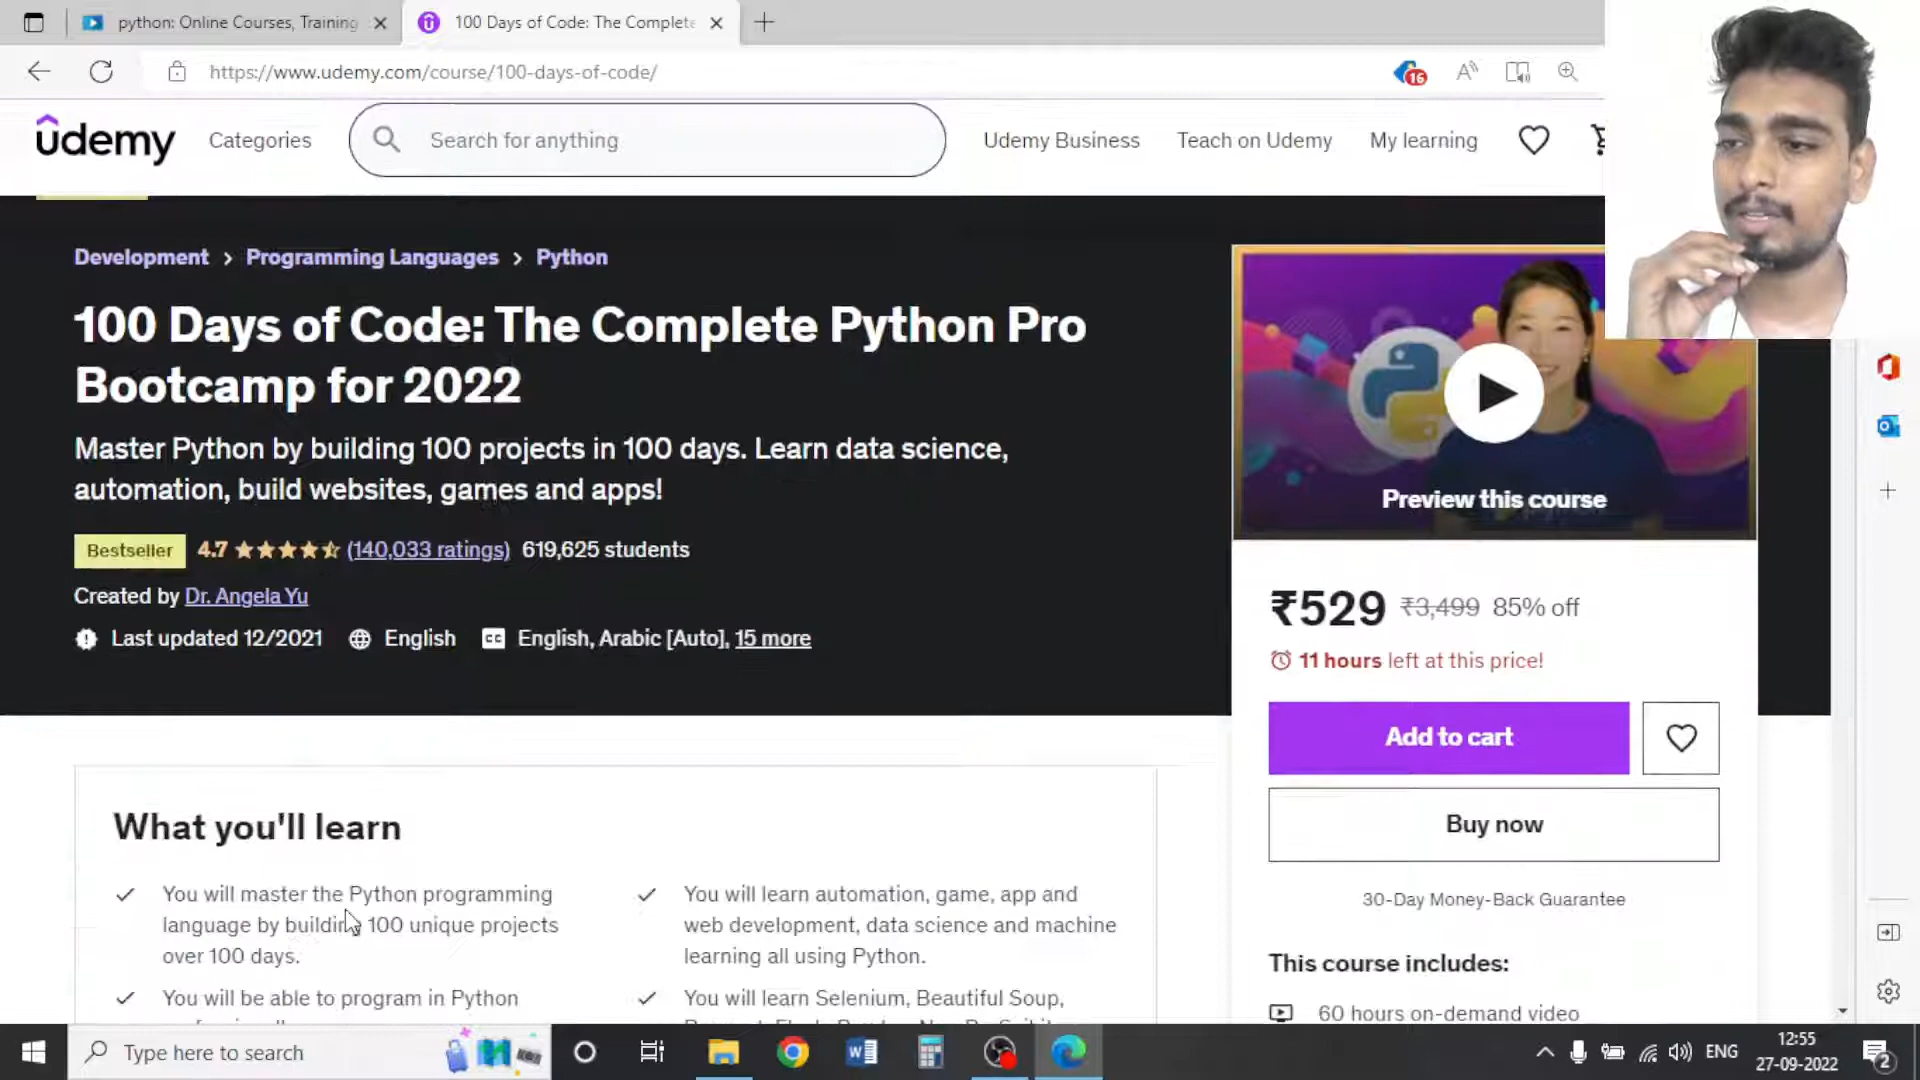 python: Online Courses, Training
100 Days of Code: The Complete
https://www.udemy.com/course/100-days-of-code/
16
udemy
Categories
Search for anything
Udemy Business
Teach on Udemy
My learning
Development > Programming Languages > Python
100 Days of Code: The Complete Python Pro
Bootcamp for 2022
Master Python by building 100 projects in 100 days. Learn data science,
automation, build websites, games and apps!
Bestseller 4.7 (140,033 ratings) 619,625 students
Created by Dr. Angela Yu
Last updated 12/2021 English CC English, Arabic [Auto], 15 more
Preview this course
₹529 ₹3,499 85% off
11 hours left at this price!
Add to cart
Buy now
30-Day Money-Back Guarantee
This course includes:
60 hours on-demand video
What you'll learn
You will master the Python programming
language by building 100 unique projects
over 100 days.
You will be able to program in Python
You will learn automation, game, app and
web development, data science and machine
learning all using Python.
You will learn Selenium, Beautiful Soup,
Type here to search
ENG
12:55
27-09-2022
2